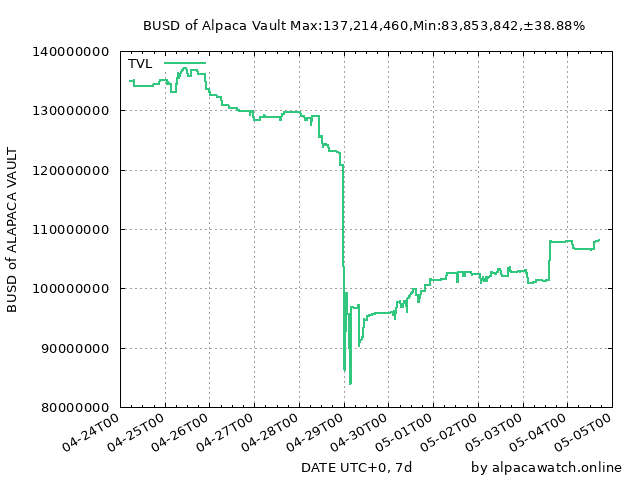 BUSD of Alpaca Vault Max:137,214,460,Min:83,853,842,±38.88%
TVL
140000000
130000000
120000000
110000000
100000000
90000000
80000000
BUSD of ALAPACA VAULT
04-24T00
04-25T00
04-26T00
04-27T00
04-28T00
04-29T00
04-30T00
05-01T00
05-02T00
05-03T00
05-04T00
05-05T00
DATE UTC+0, 7d
by alpacawatch.online